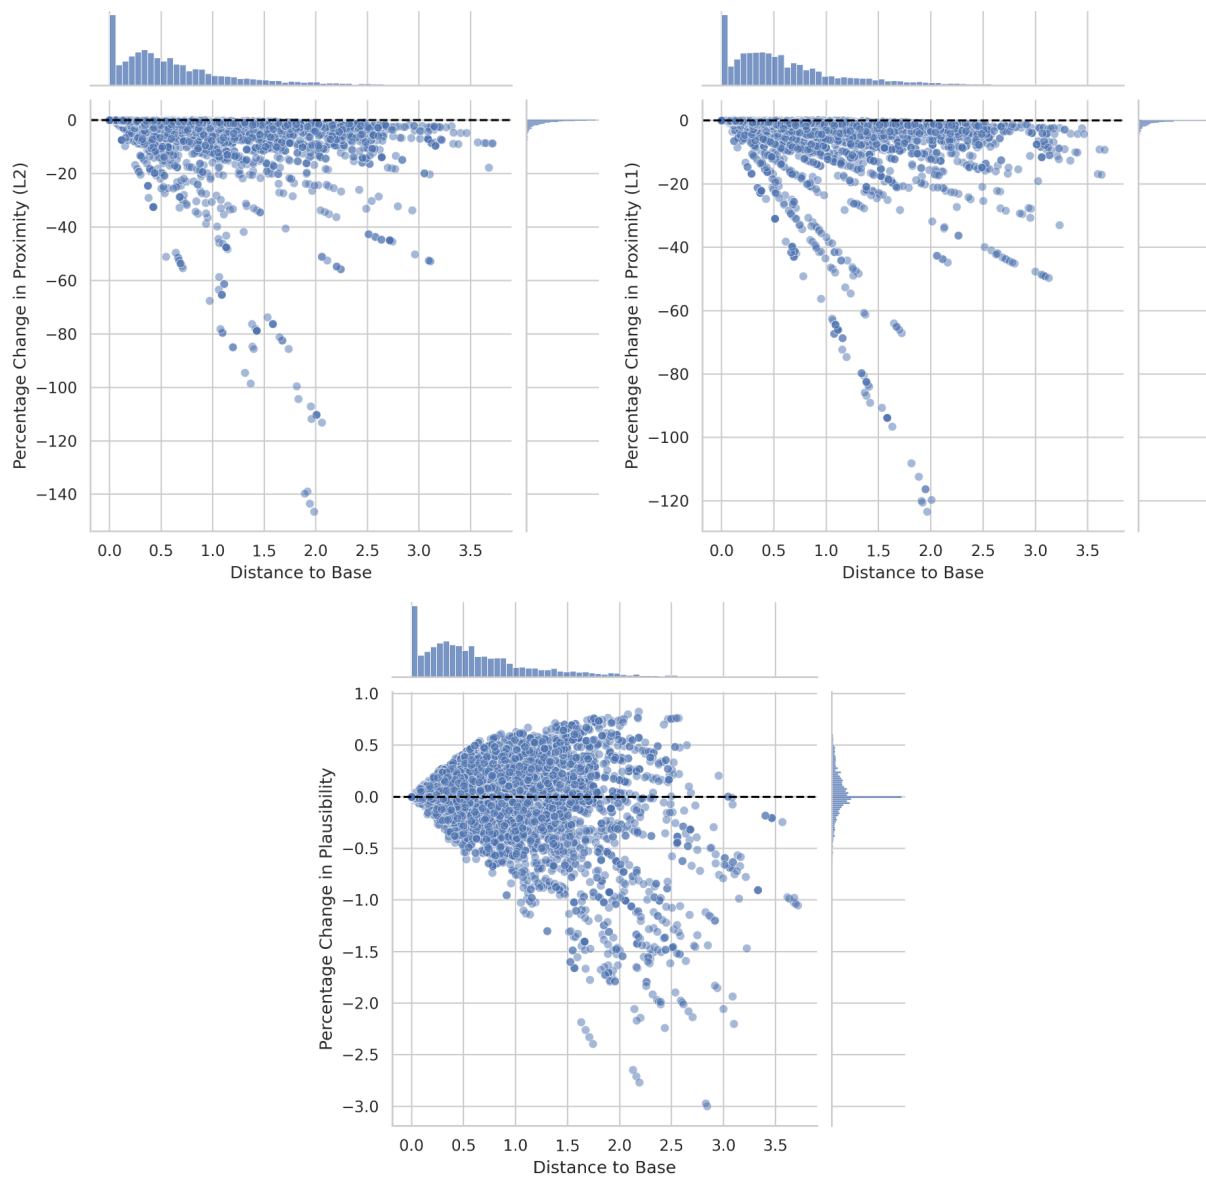 Percentage Change in Proximity (L2)
0
−20
−40
−60
−80
−100
−120
−140
0.0 0.5 1.0 1.5 2.0 2.5 3.0 3.5
Distance to Base
Percentage Change in Proximity (L1)
0
−20
−40
−60
−80
−100
−120
0.0 0.5 1.0 1.5 2.0 2.5 3.0 3.5
Distance to Base
Percentage Change in Plausibility
1.0
0.5
0.0
−0.5
−1.0
−1.5
−2.0
−2.5
−3.0
0.0 0.5 1.0 1.5 2.0 2.5 3.0 3.5
Distance to Base